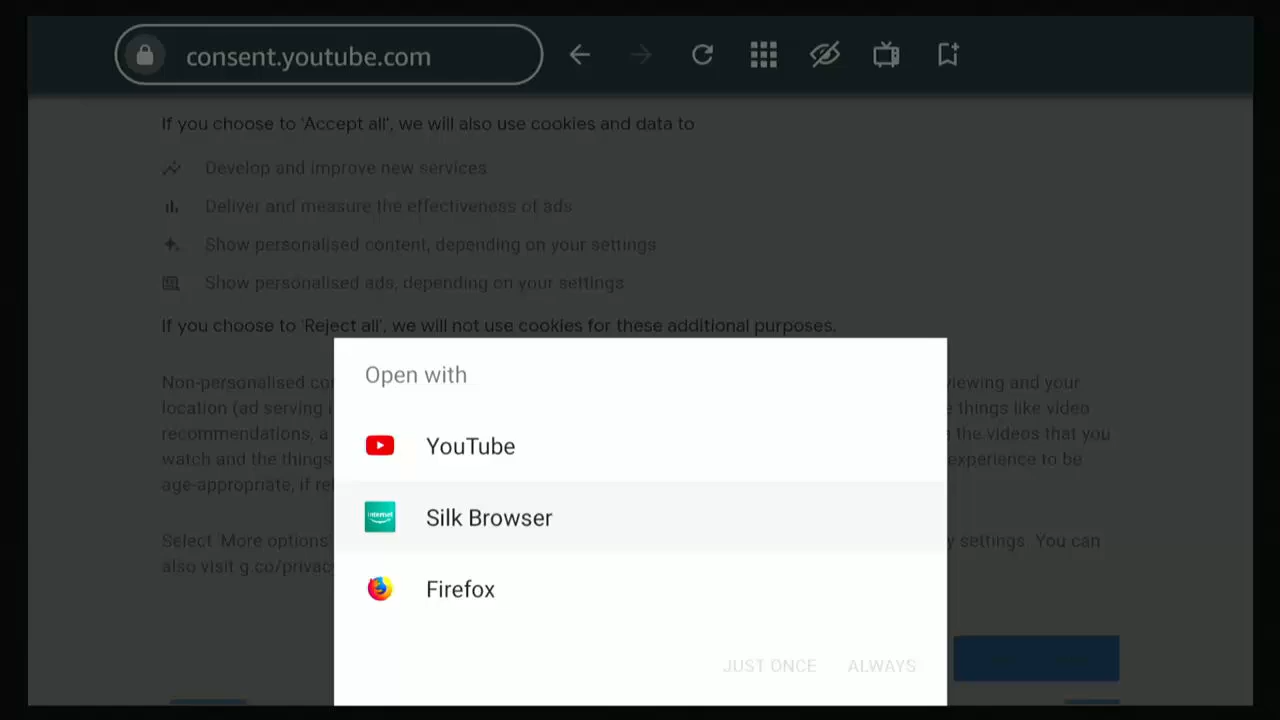 consent.youtube.com
If you choose to 'Accept all', we will also use cookies and data to
Develop and improve new services
Deliver and measure the effectiveness of ads
Show personalised content, depending on your settings
Show personalised ads, depending on your settings
If you choose to 'Reject all', we will not use cookies for these additional purposes.
Non-personalised viewing and your
location (ad serving things like video
recommendations, a the videos that you
watch and the things experience to be
age-appropriate, if
Select More options settings. You can
also visit g.co/privac
Open with
YouTube
internet
Silk Browser
Firefox
JUST ONCE ALWAYS